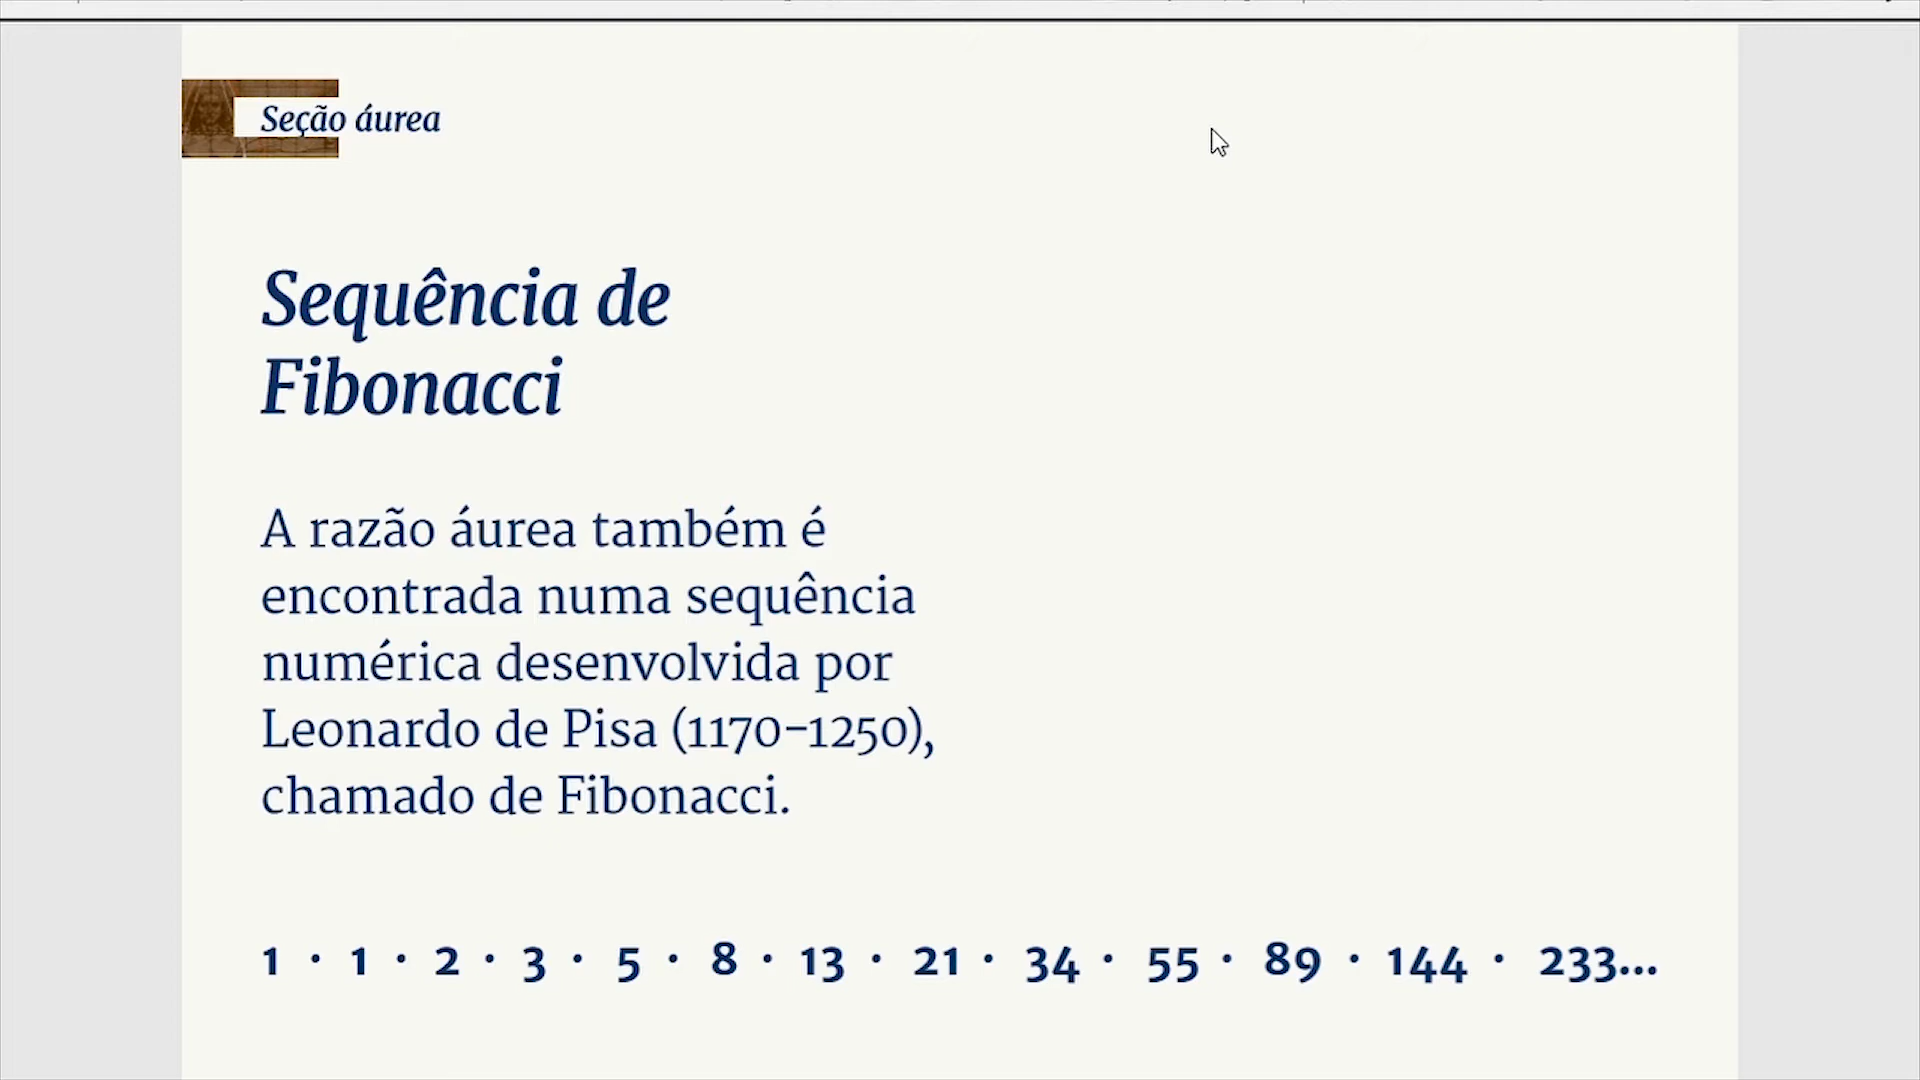 Seção áurea
Sequência de
Fibonacci
A razão áurea também é
encontrada numa sequência
numérica desenvolvida por
Leonardo de Pisa (1170–1250),
chamado de Fibonacci.
1 · 1 · 2 · 3 · 5 · 8 · 13 · 21 · 34 · 55 · 89 · 144 · 233...